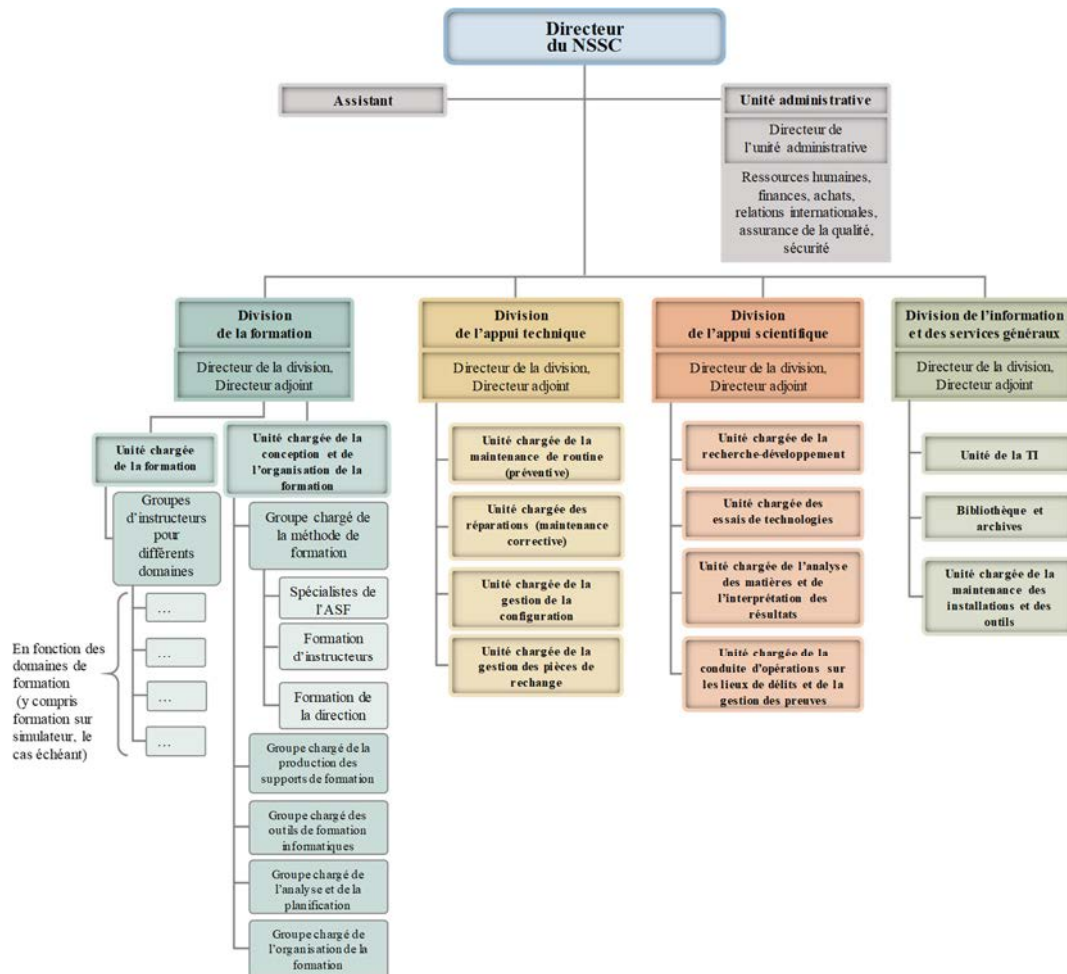 Directeur
du NSSC
Assistant
Unité administrative
Directeur de
l'unité administrative
Ressources humaines,
finances, achats,
relations internationales,
assurance de la qualité,
sécurité
Division
de la formation
Directeur de la division,
Directeur adjoint
Unité chargée
de la formation
Groupes
d'instructeurs
pour
différents
domaines
…
…
…
…
En fonction des
domaines de
formation
(y compris
formation sur
simulateur, le
cas échéant)
Unité chargée de la
conception et de
l'organisation de la
formation
Groupe chargé de
la méthode de
formation
Spécialistes de
l'ASF
Formation
d'instructeurs
Formation de
la direction
Groupe chargé de la
production des
supports de formation
Groupe chargé des
outils de formation
informatiques
Groupe chargé de
l'analyse et de la
planification
Groupe chargé de
l'organisation de la
formation
Division
de l'appui technique
Directeur de la division,
Directeur adjoint
Unité chargée de la
maintenance de routine
(préventive)
Unité chargée des
réparations (maintenance
corrective)
Unité chargée de
la gestion de la
configuration
Unité chargée de la
gestion des pièces de
rechange
Division
de l'appui scientifique
Directeur de la division,
Directeur adjoint
Unité chargée de la
recherche-développement
Unité chargée des
essais de technologies
Unité chargée de l'analyse
des matières et de
l'interprétation des
résultats
Unité chargée de la
conduite d'opérations sur
les lieux de délits et de la
gestion des preuves
Division de l'information
et des services généraux
Directeur de la division,
Directeur adjoint
Unité de la TI
Bibliothèque et
archives
Unité chargée de la
maintenance des
installations et des
outils